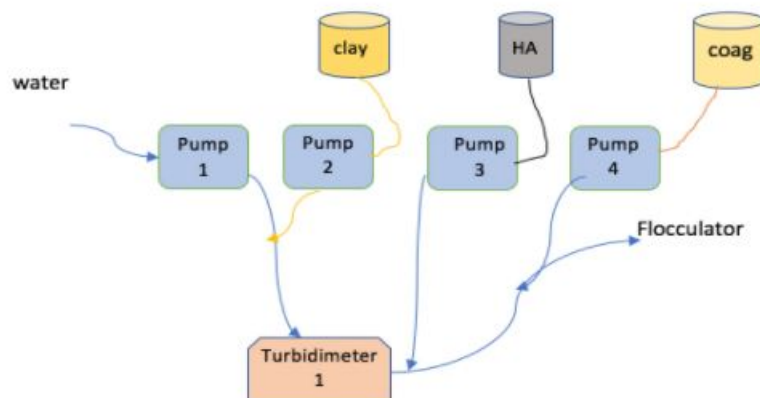 clay
HA
coag
water
Pump
1
Pump
2
Pump
3
Pump
4
Flocculator
Turbidimeter
1